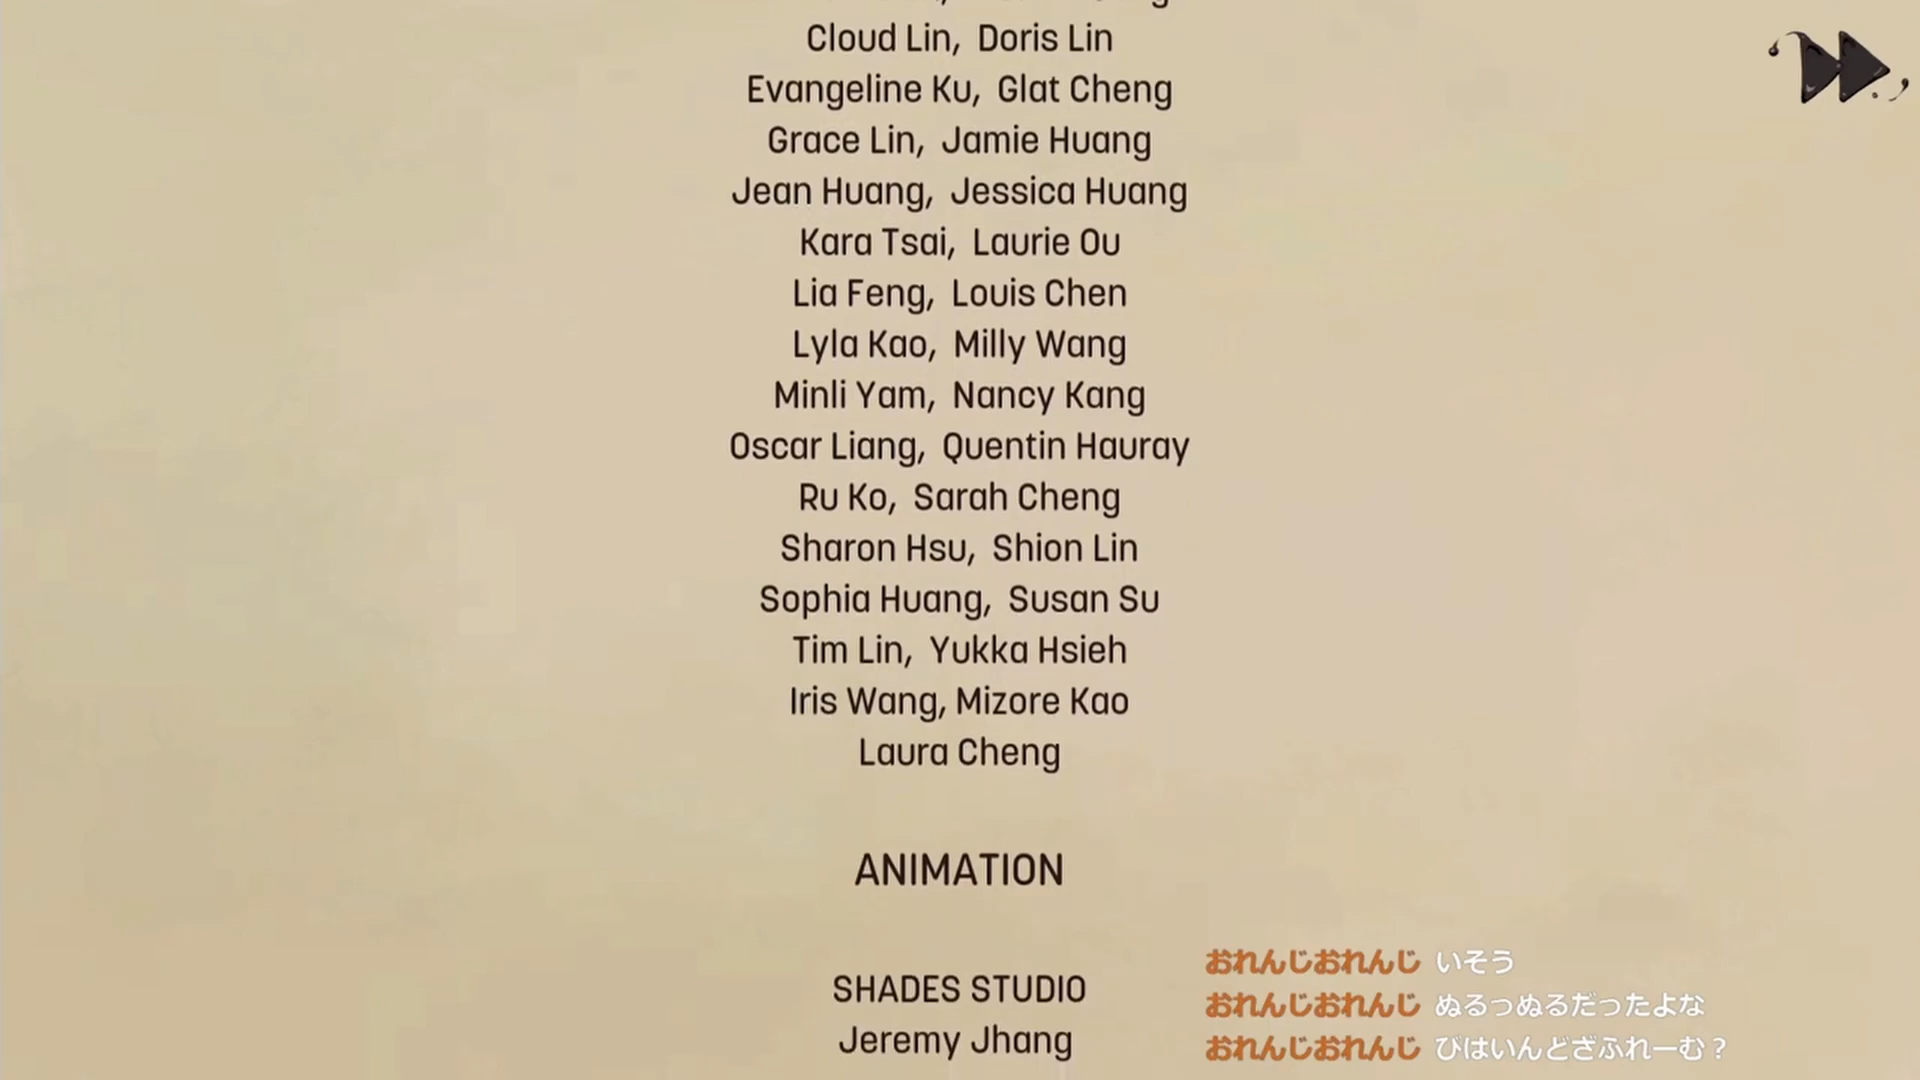 Cloud Lin, Doris Lin
Evangeline Ku, Glat Cheng
Grace Lin, Jamie Huang
Jean Huang, Jessica Huang
Kara Tsai, Laurie Ou
Lia Feng, Louis Chen
Lyla Kao, Milly Wang
Minli Yam, Nancy Kang
Oscar Liang, Quentin Hauray
Ru Ko, Sarah Cheng
Sharon Hsu, Shion Lin
Sophia Huang, Susan Su
Tim Lin, Yukka Hsieh
Iris Wang, Mizore Kao
Laura Cheng
ANIMATION
SHADES STUDIO
Jeremy Jhang
おれんじおれんじ いそう
おれんじおれんじ ぬるっぬるだったよな
おれんじおれんじ びはいんどざふれーむ？